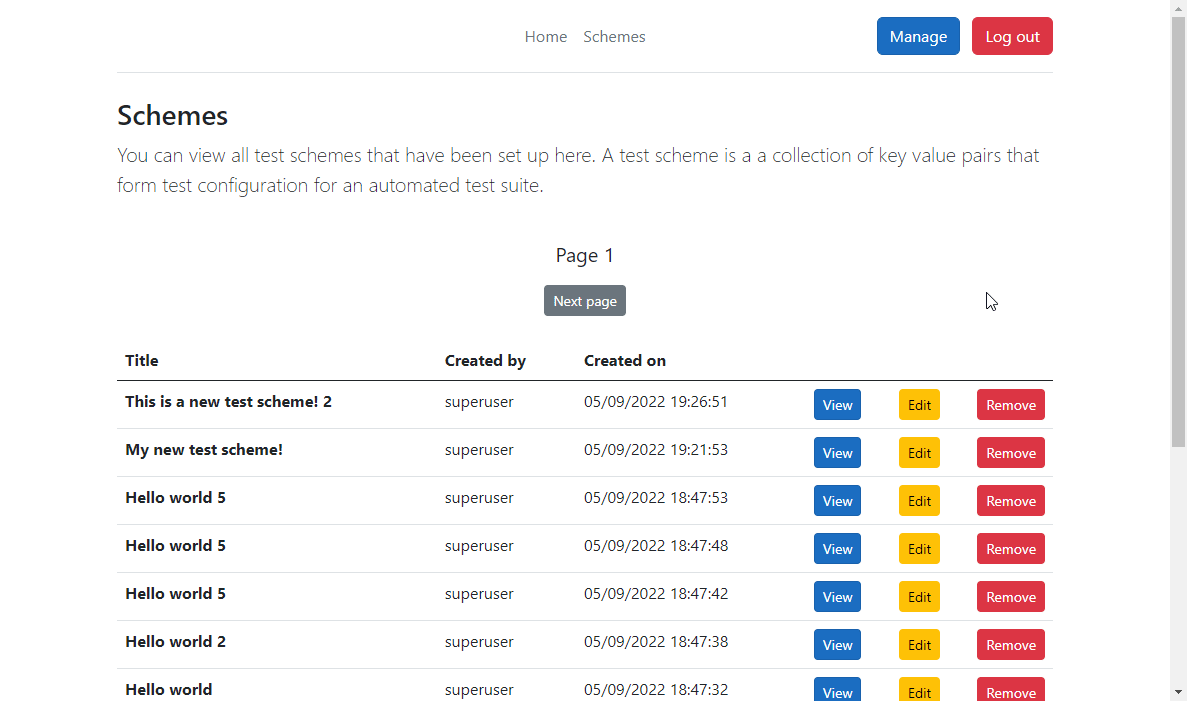 Home Schemes Manage Log out
Schemes
You can view all test schemes that have been set up here. A test scheme is a a collection of key value pairs that
form test configuration for an automated test suite.
Page 1
Next page
Title Created by Created on
This is a new test scheme! 2 superuser 05/09/2022 19:26:51 View Edit Remove
My new test scheme! superuser 05/09/2022 19:21:53 View Edit Remove
Hello world 5 superuser 05/09/2022 18:47:53 View Edit Remove
Hello world 5 superuser 05/09/2022 18:47:48 View Edit Remove
Hello world 5 superuser 05/09/2022 18:47:42 View Edit Remove
Hello world 2 superuser 05/09/2022 18:47:38 View Edit Remove
Hello world superuser 05/09/2022 18:47:32 View Edit Remove